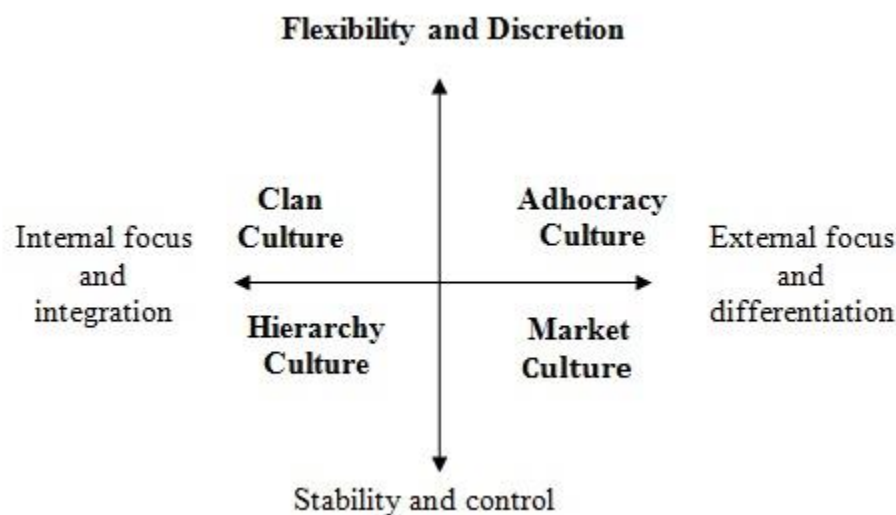 Flexibility and Discretion
Clan
Culture
Adhocracy
Culture
Internal focus
and
integration
External focus
and
differentiation
Hierarchy
Culture
Market
Culture
Stability and control